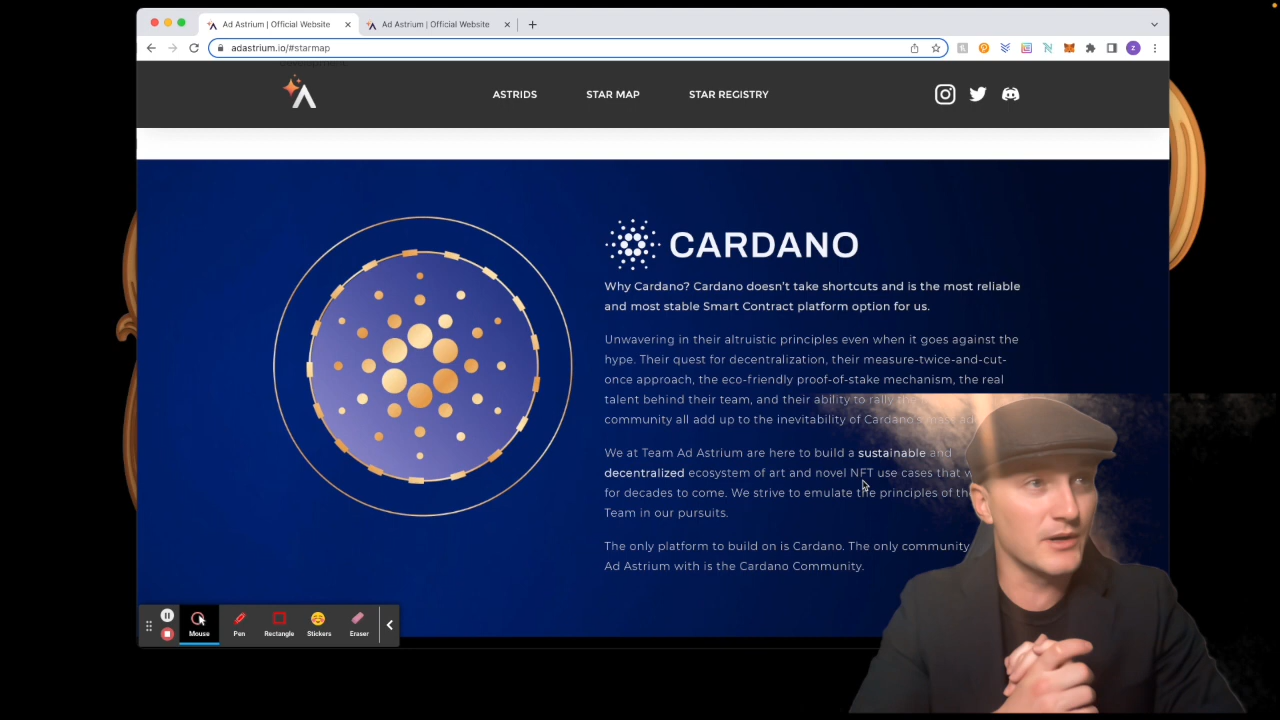 Ad Astrium | Official Website
Ad Astrium | Official Website
adastrium.io/#starmap
ASTRIDS
STAR MAP
STAR REGISTRY
CARDANO
Why Cardano? Cardano doesn't take shortcuts and is the most reliable
and most stable Smart Contract platform option for us.
Unwavering in their altruistic principles even when it goes against the
hype. Their quest for decentralization, their measure-twice-and-cut-
once approach, the eco-friendly proof-of-stake mechanism, the real
talent behind their team, and their ability to rally the
community all add up to the inevitability of Cardano's
We at Team Ad Astrium are here to build a sustainable and
decentralized ecosystem of art and novel NFT use cases that
for decades to come. We strive to emulate the principles of
Team in our pursuits.
The only platform to build on is Cardano. The only community
Ad Astrium with is the Cardano Community.
Mouse
Pen
Rectangle
Stickers
Eraser